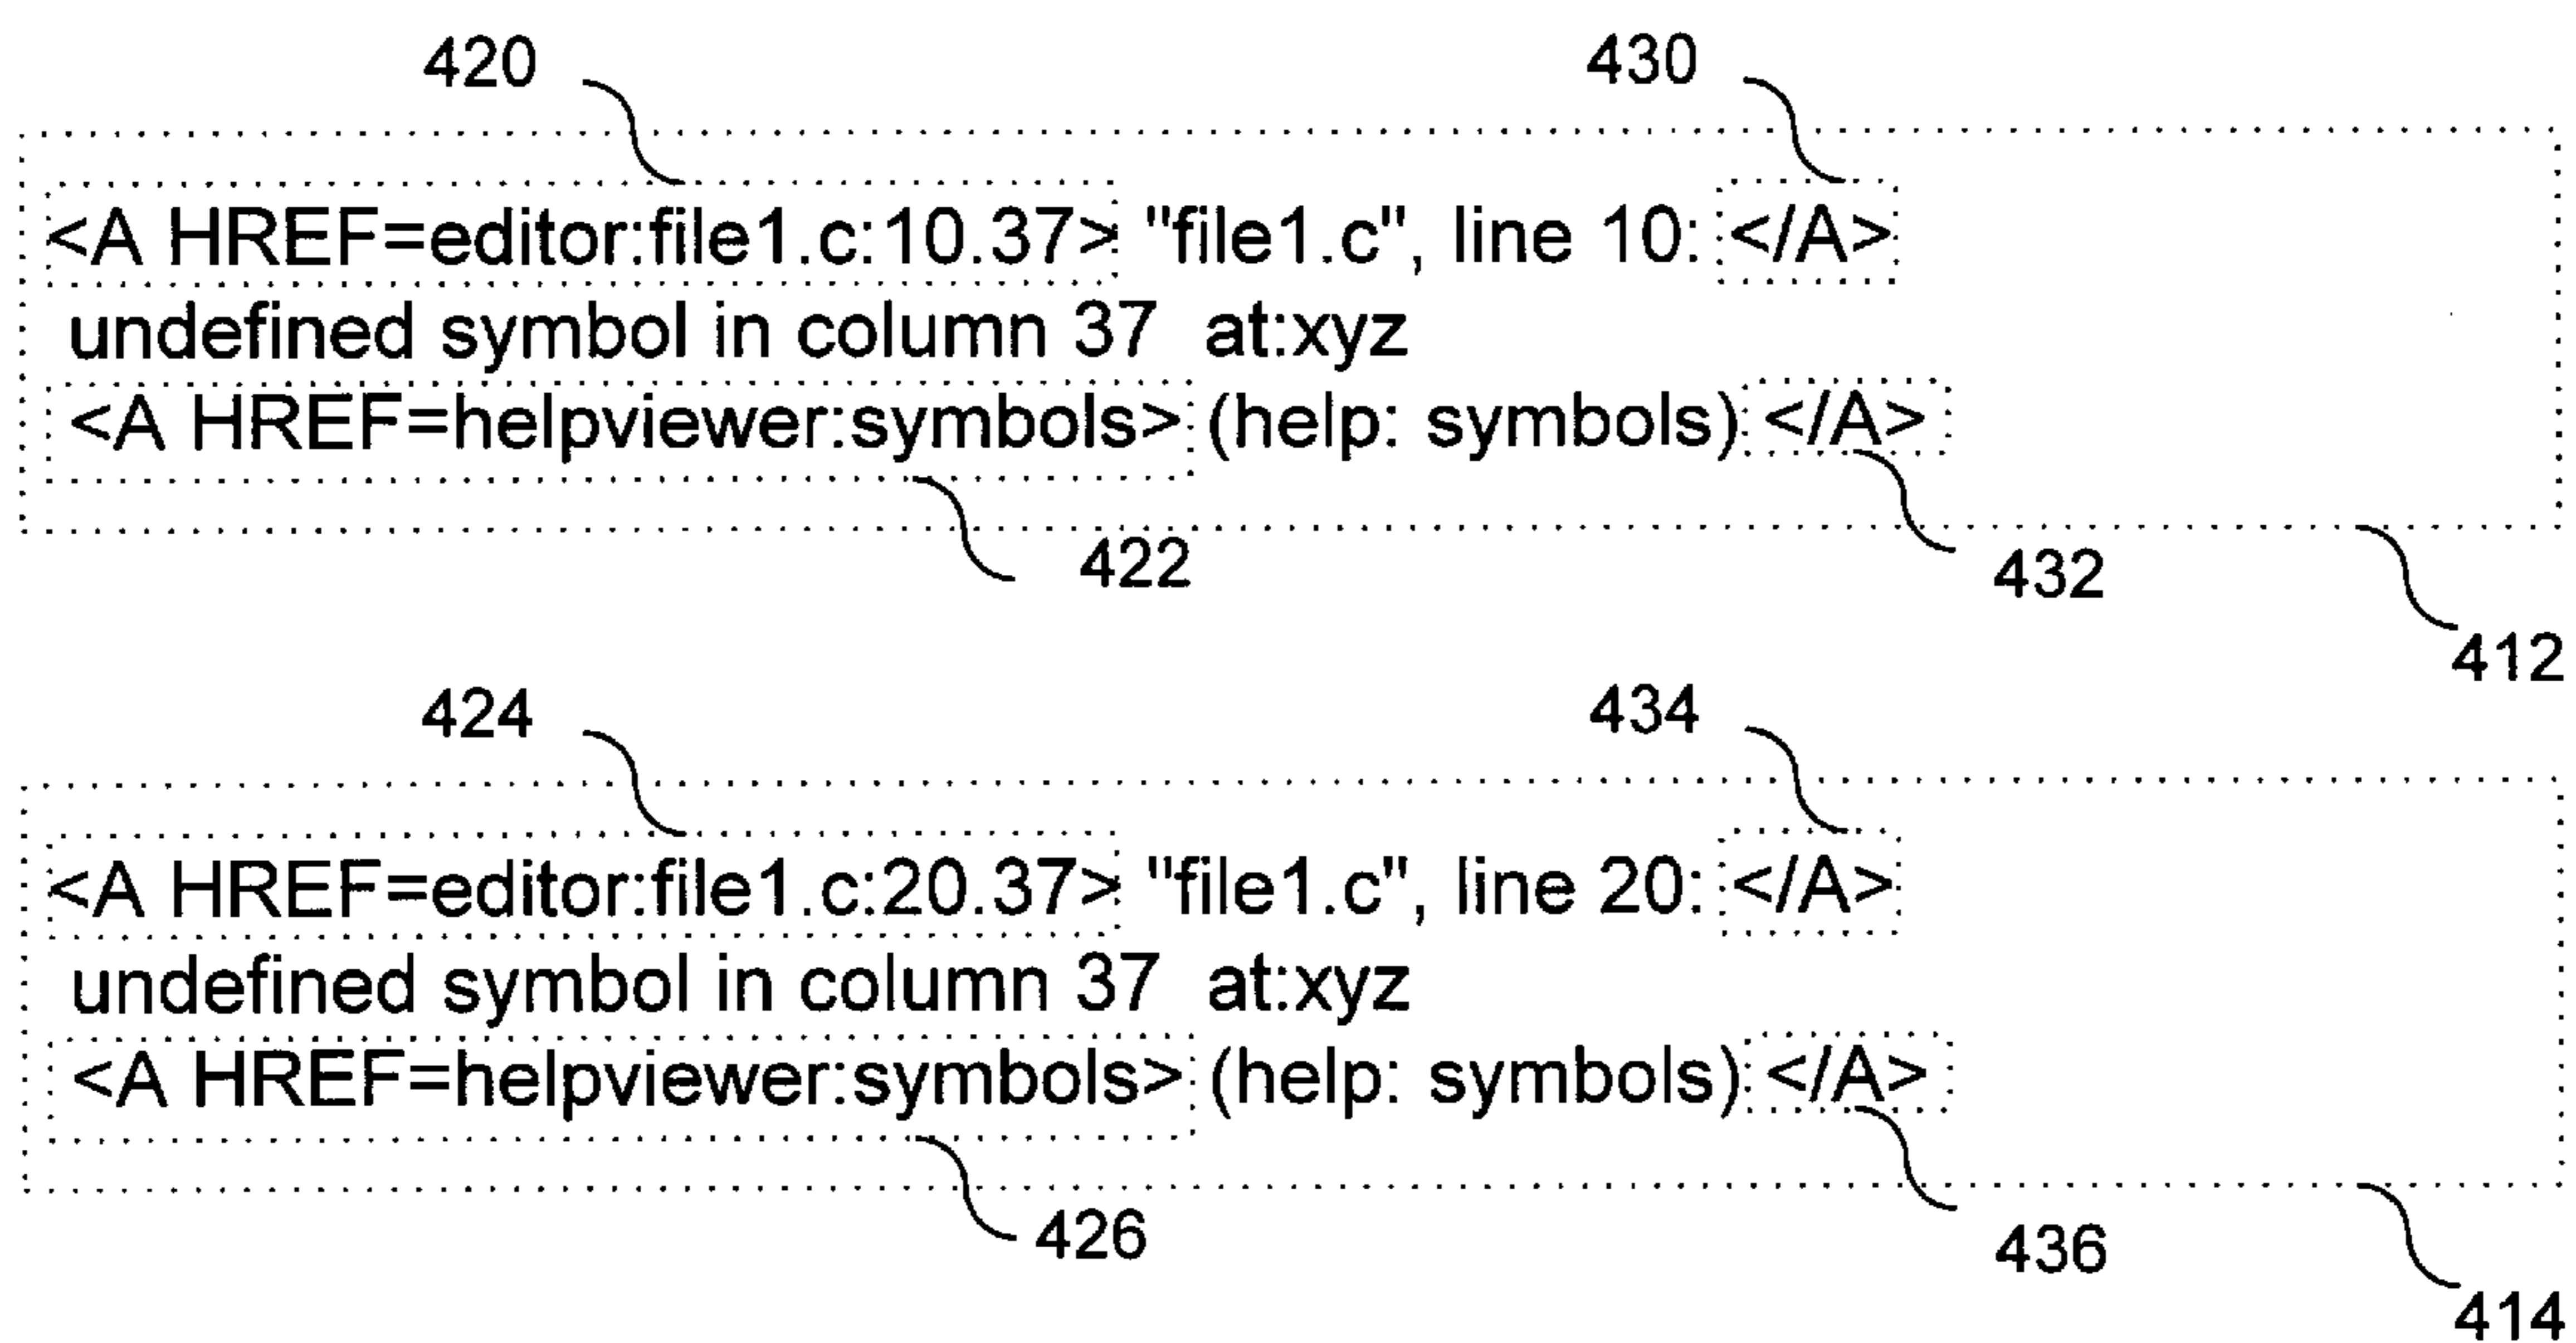 420 430
<A HREF=editor:file1.c:10.37> "file1.c", line 10: </A>
undefined symbol in column 37 at:xyz
<A HREF=helpviewer:symbols> (help: symbols) </A>
422 432
412
424 434
<A HREF=editor:file1.c:20.37> "file1.c", line 20: </A>
undefined symbol in column 37 at:xyz
<A HREF=helpviewer:symbols> (help: symbols) </A>
426 436
414